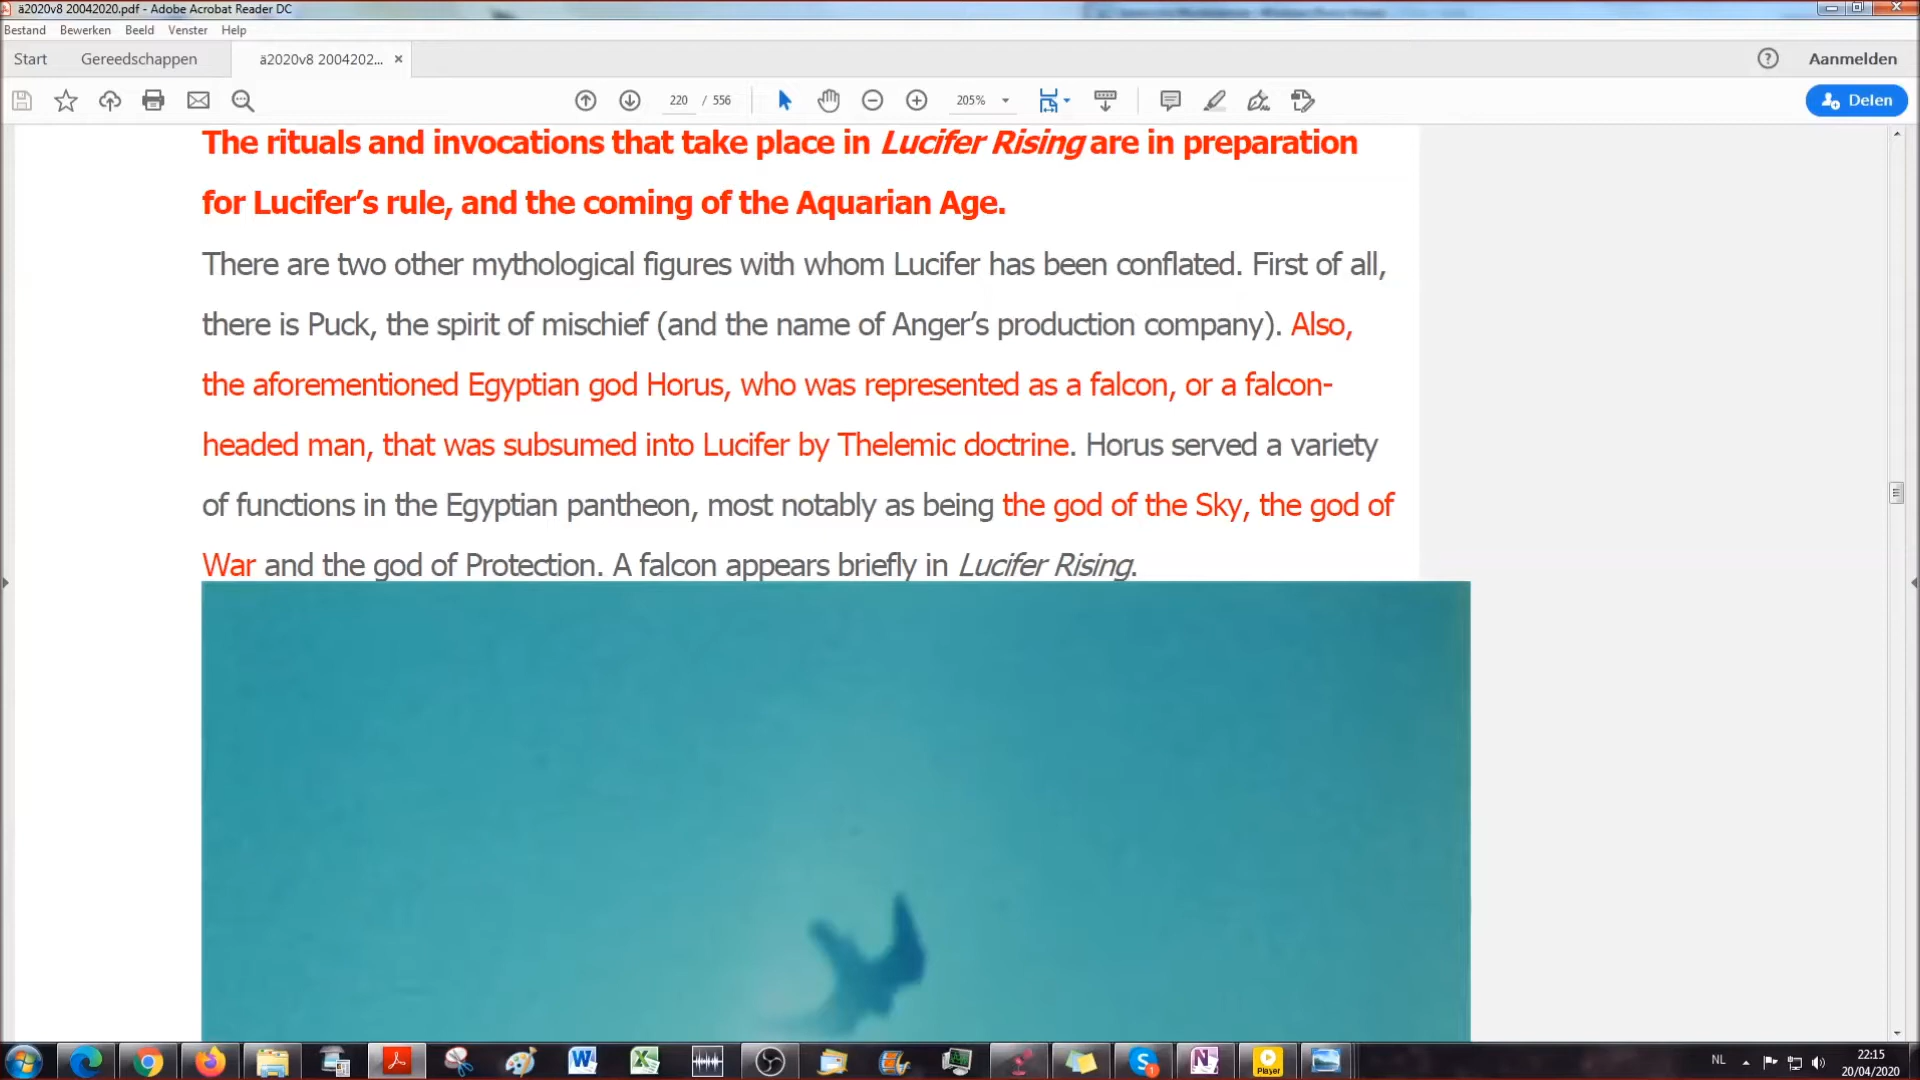 ä2020v8 20042020.pdf - Adobe Acrobat Reader DC
Bestand Bewerken Beeld Venster Help
Start Gereedschappen ä2020v8 2004202... × Aanmelden
220 / 556 205% Delen
The rituals and invocations that take place in Lucifer Rising are in preparation
for Lucifer's rule, and the coming of the Aquarian Age.
There are two other mythological figures with whom Lucifer has been conflated. First of all,
there is Puck, the spirit of mischief (and the name of Anger's production company). Also,
the aforementioned Egyptian god Horus, who was represented as a falcon, or a falcon-
headed man, that was subsumed into Lucifer by Thelemic doctrine. Horus served a variety
of functions in the Egyptian pantheon, most notably as being the god of the Sky, the god of
War and the god of Protection. A falcon appears briefly in Lucifer Rising.
Player
NL
22:15
20/04/2020